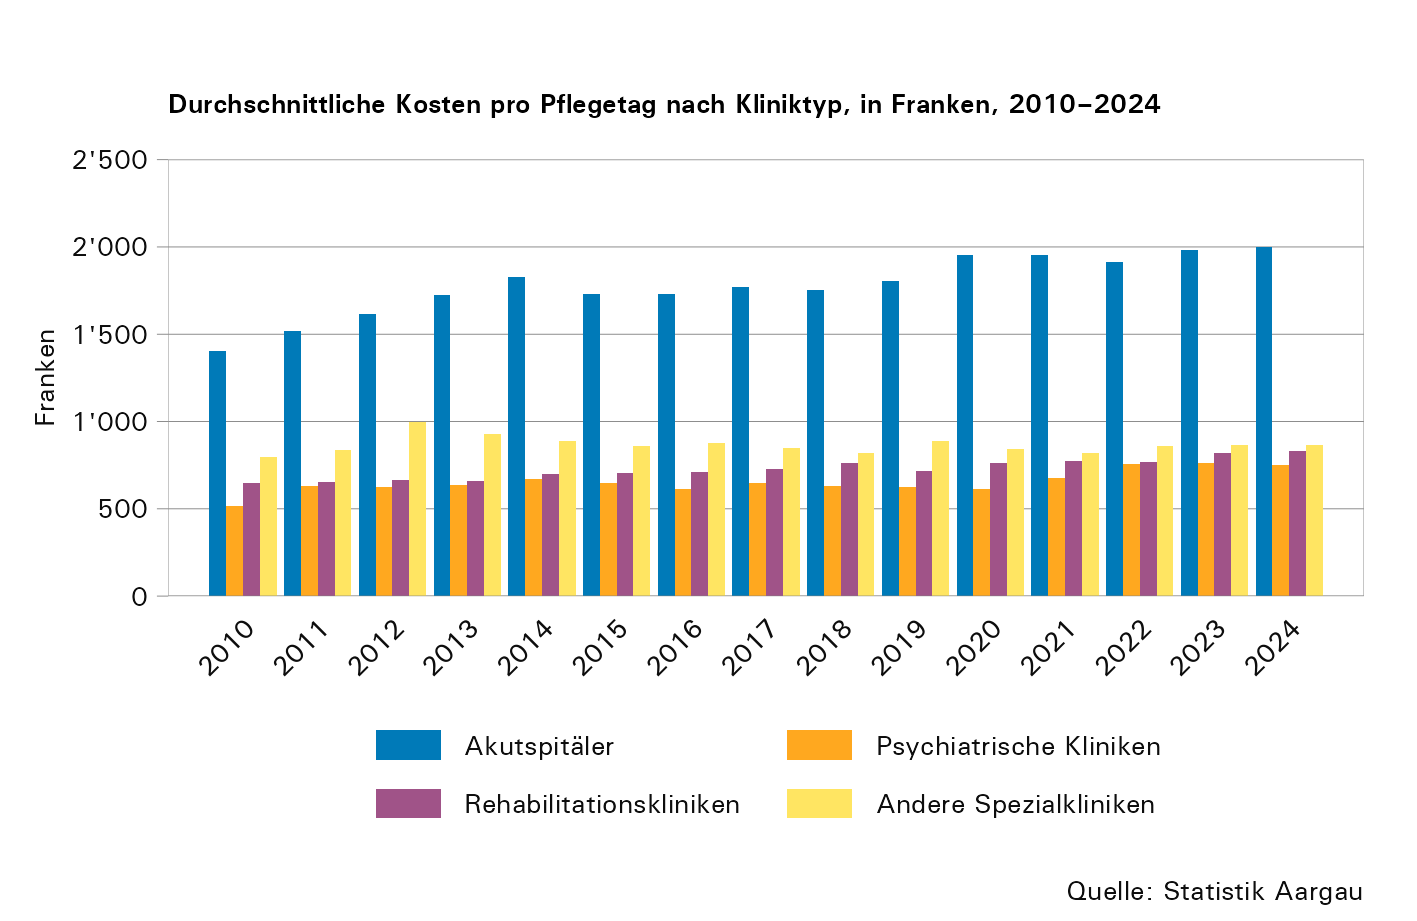 Durchschnittliche Kosten pro Pflegetag nach Kliniktyp, in Franken, 2010–2024
2'500
2'000
1'500
1'000
500
0
Franken
2010 2011 2012 2013 2014 2015 2016 2017 2018 2019 2020 2021 2022 2023 2024
Akutspitäler Psychiatrische Kliniken
Rehabilitationskliniken Andere Spezialkliniken
Quelle: Statistik Aargau